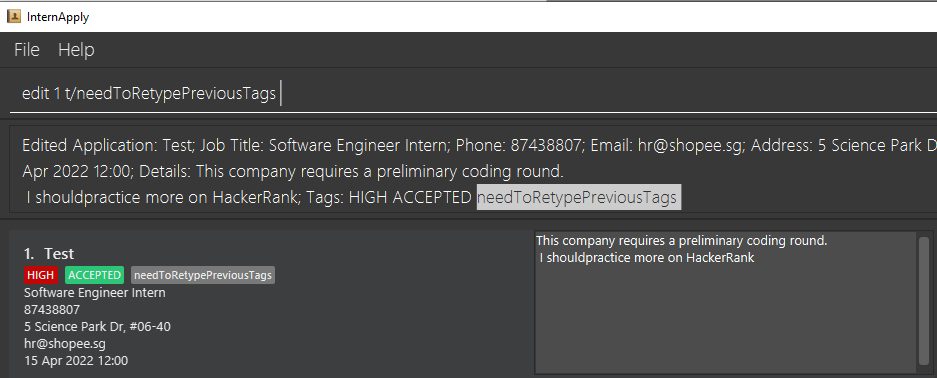 InternApply
File Help
edit 1 t/needToRetypePreviousTags
Edited Application: Test; Job Title: Software Engineer Intern; Phone: 87438807; Email: hr@shopee.sg; Address: 5 Science Park D
Apr 2022 12:00; Details: This company requires a preliminary coding round.
I shouldpractice more on HackerRank; Tags: HIGH ACCEPTED needToRetypePreviousTags
1. Test
HIGH ACCEPTED needToRetypePreviousTags
Software Engineer Intern
87438807
5 Science Park Dr, #06-40
hr@shopee.sg
15 Apr 2022 12:00
This company requires a preliminary coding round.
I shouldpractice more on HackerRank